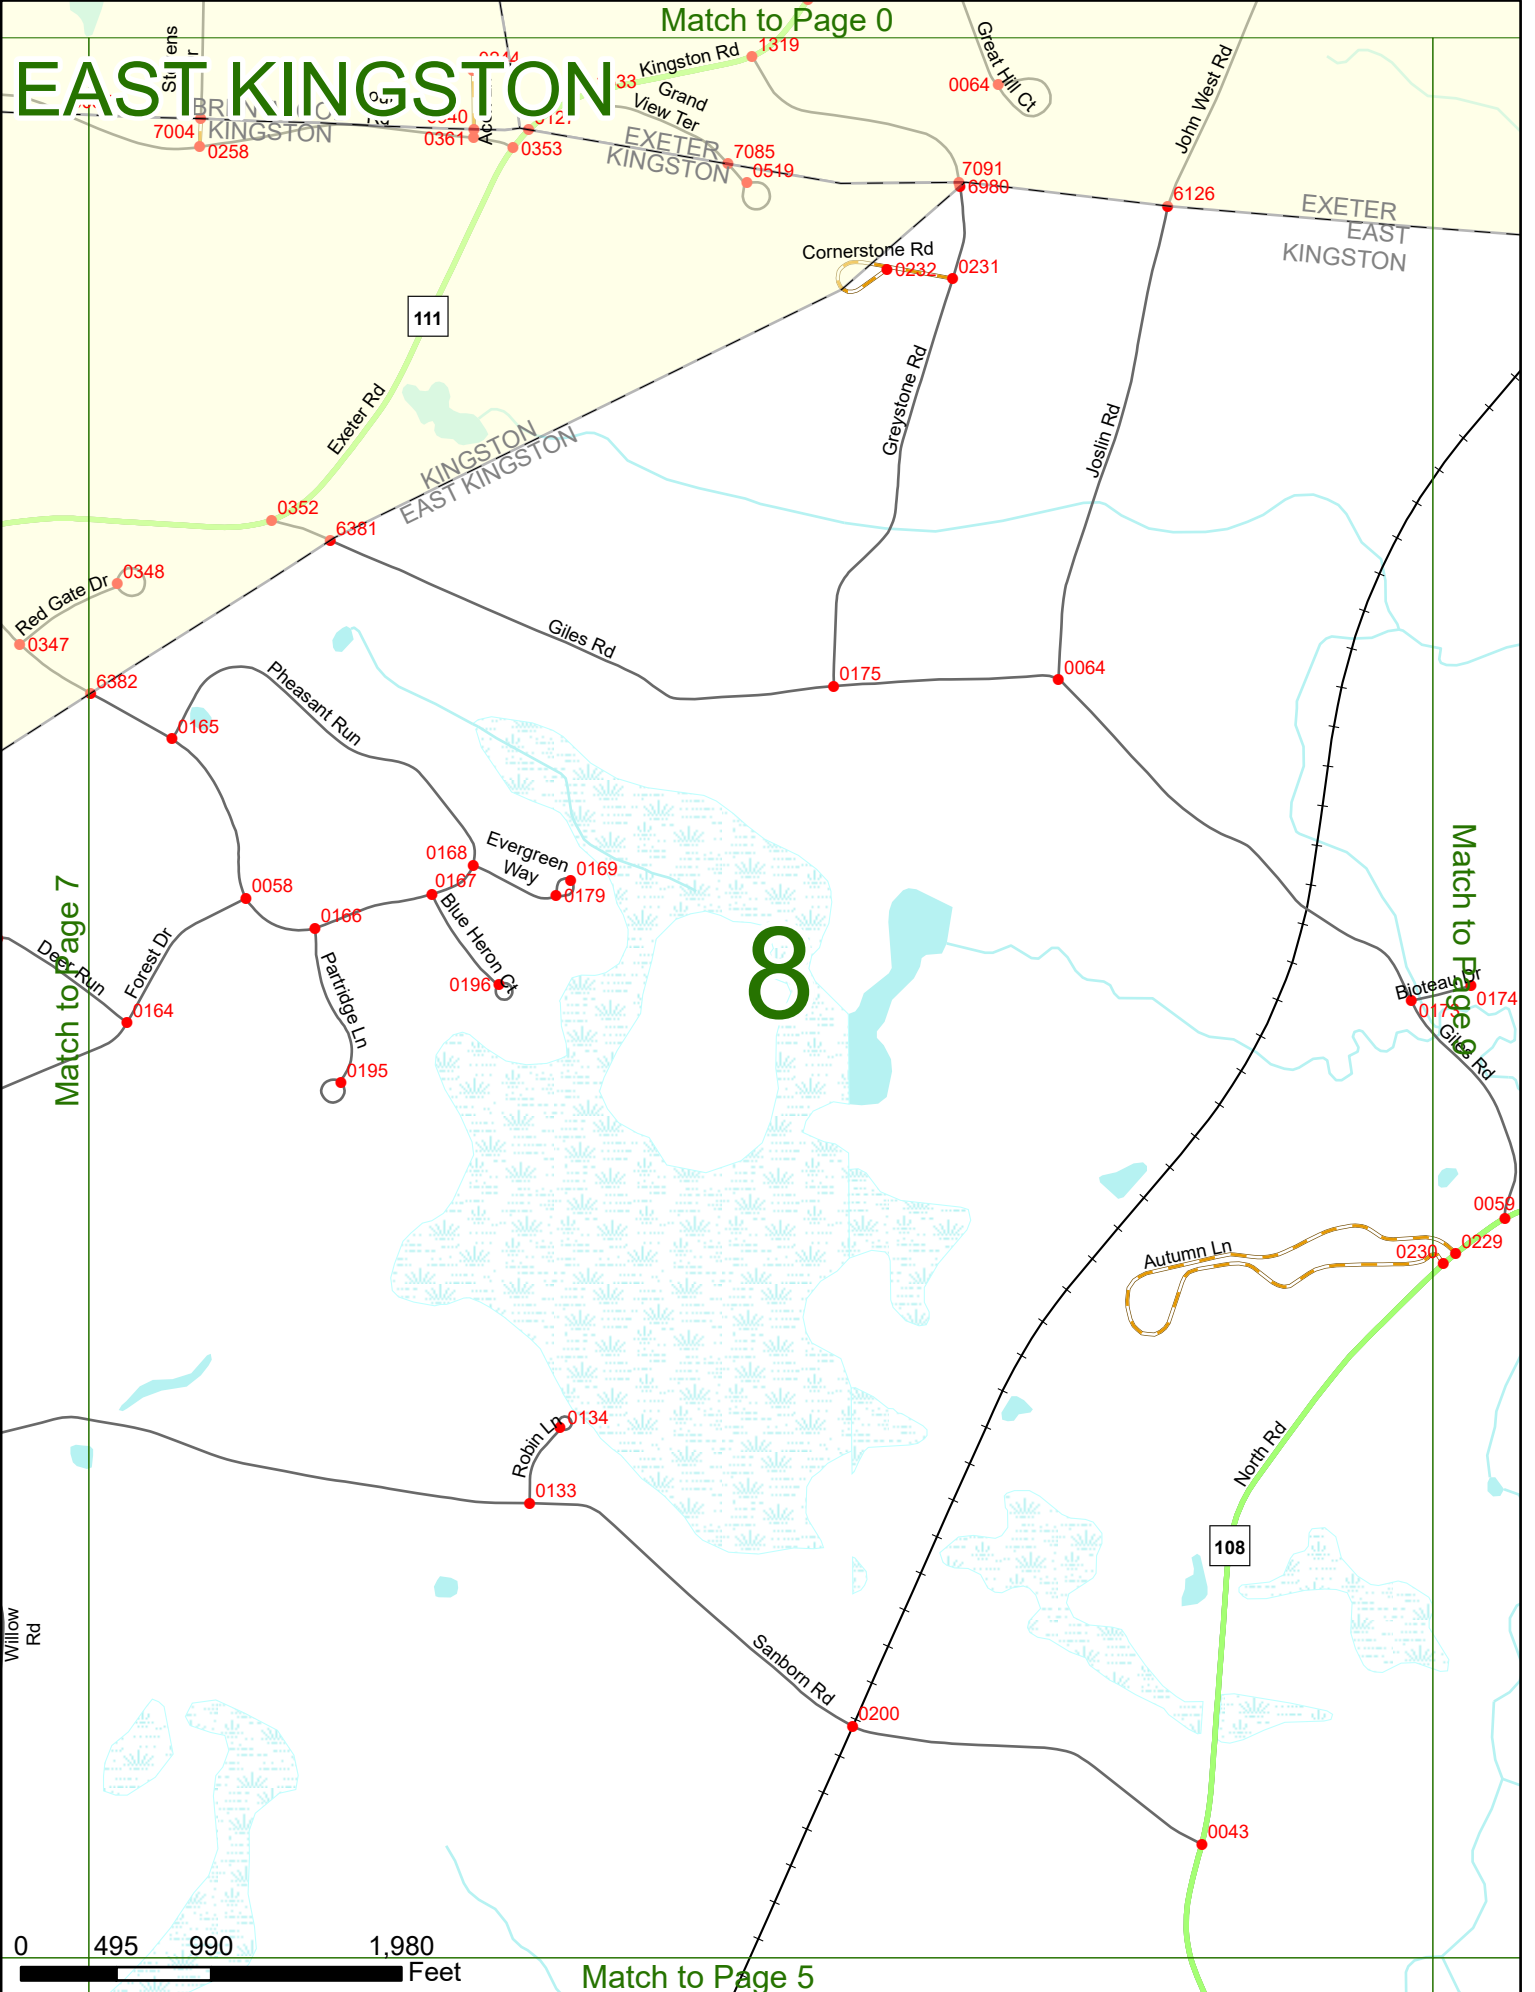 Match to Page 0
EAST KINGSTON
Kingston Rd
1319
Great Hill Ct
0064
John West Rd
Grand
View Ter
7004
0258
KINGSTON
0361
0353
EXETER
KINGSTON
7085
0519
7091
6980
6126
EXETER
EAST
KINGSTON
Cornerstone Rd
0232
0231
111
Exeter Rd
Greystone Rd
Joslin Rd
KINGSTON
EAST KINGSTON
0352
6381
0348
Red Gate Dr
0347
Giles Rd
6382
0175
0064
Pheasant Run
0165
Match to Page 7
Evergreen
Way
0168
0169
0167
0179
0058
0166
Blue Heron Ct
0196
8
Deer Run
Forest Dr
0164
Partridge Ln
0195
Bioteau Dr
0174
Giles Rd
0059
Autumn Ln
0230
0229
Robin Ln
0134
0133
North Rd
108
Willow
Rd
Sanborn Rd
0200
0043
0 495 990 1,980
Feet
Match to Page 5